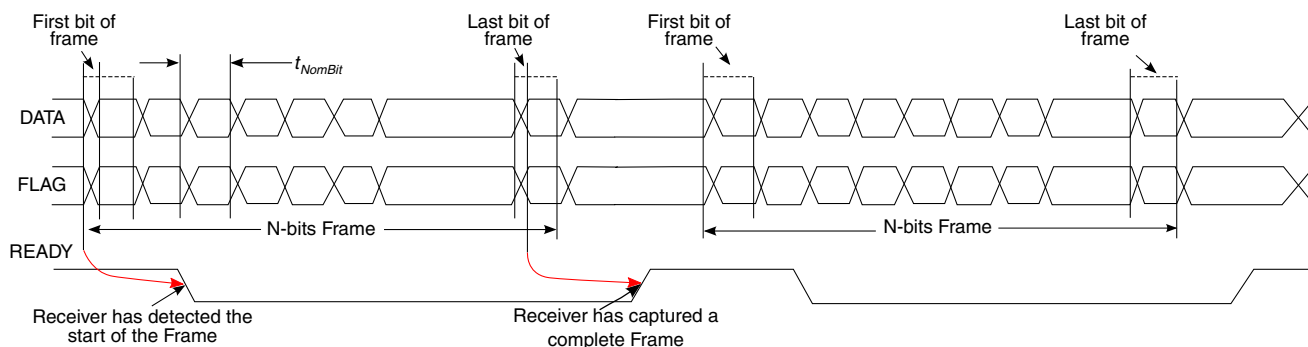 First bit of
frame
t_NomBit
Last bit of
frame
First bit of
frame
Last bit of
frame
DATA
FLAG
N-bits Frame
N-bits Frame
READY
Receiver has detected the
start of the Frame
Receiver has captured a
complete Frame